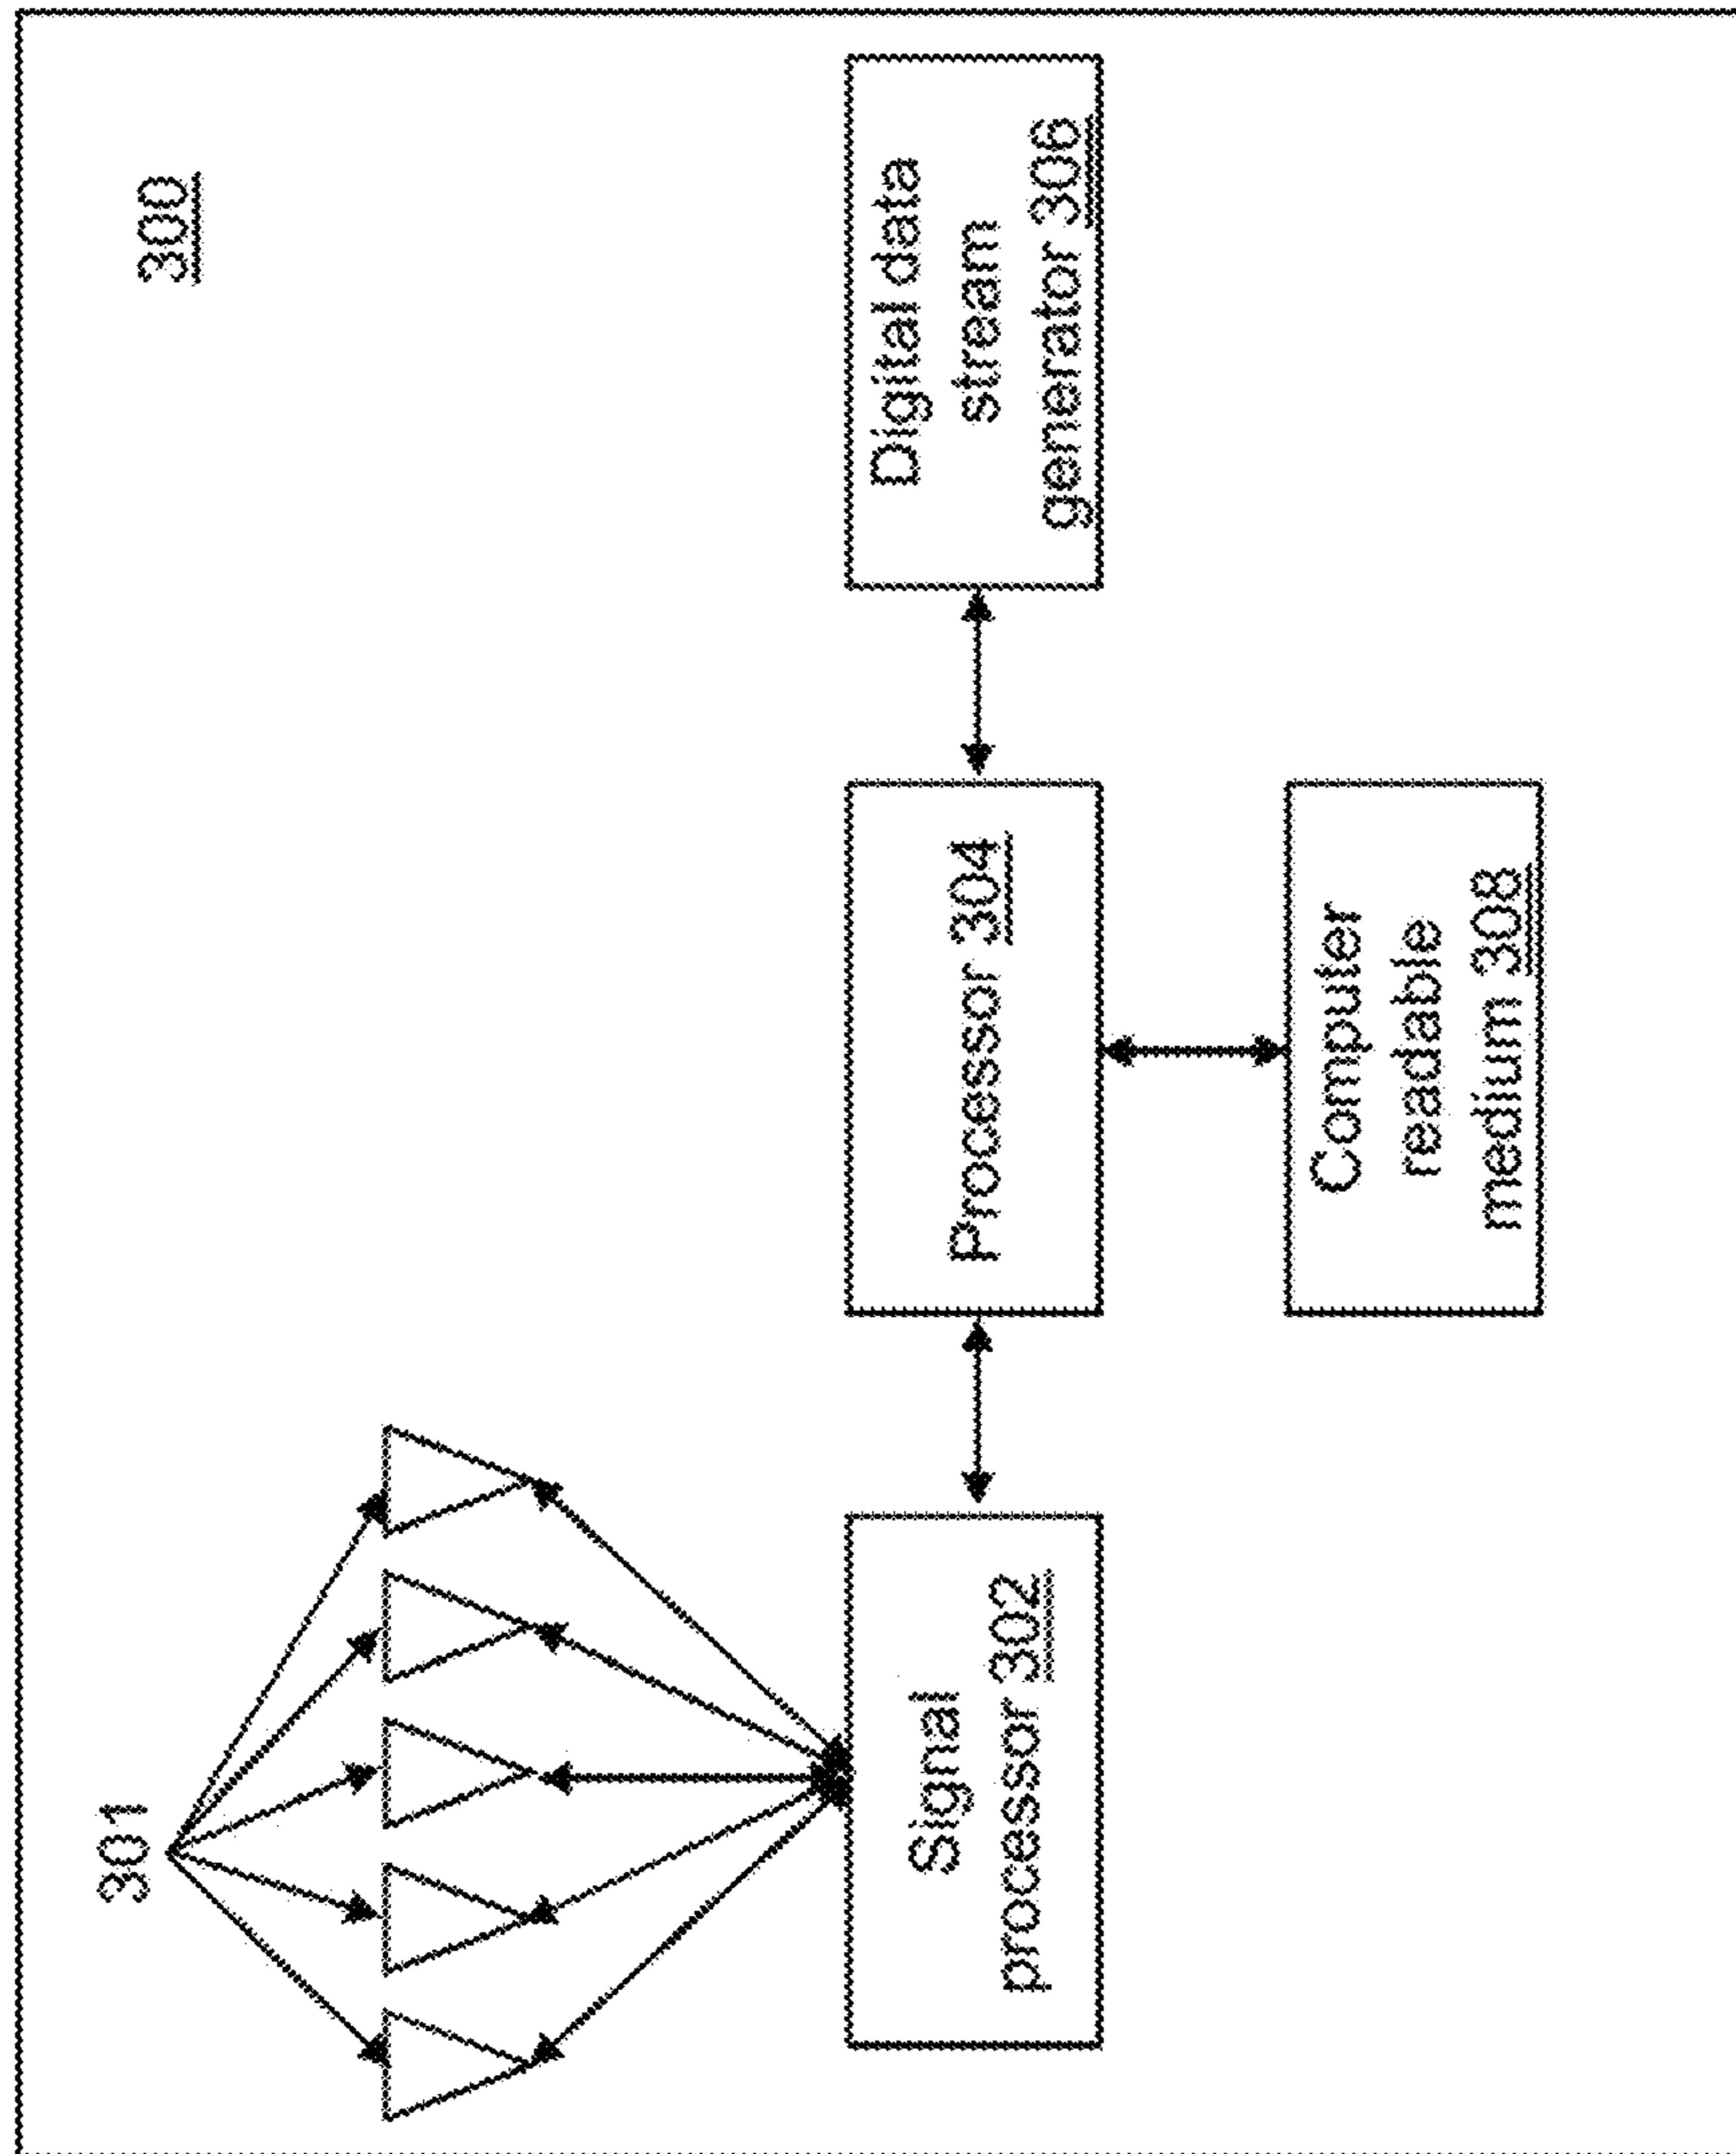 300
301
Signal
processor 302
Processor 304
Digital data
stream
generator 306
Computer
readable
medium 308